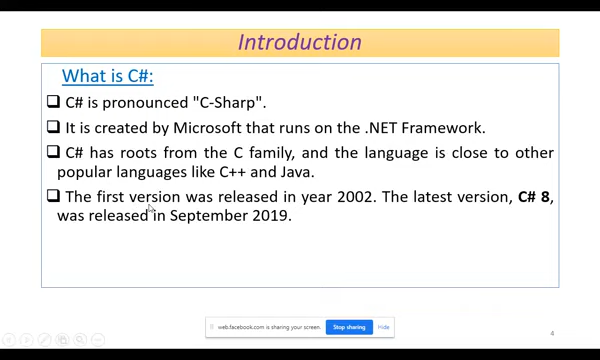 Introduction
What is C#:
C# is pronounced "C-Sharp".
It is created by Microsoft that runs on the .NET Framework.
C# has roots from the C family, and the language is close to other
popular languages like C++ and Java.
The first version was released in year 2002. The latest version, C# 8,
was released in September 2019.
web.facebook.com is sharing your screen.
Stop sharing
Hide
4